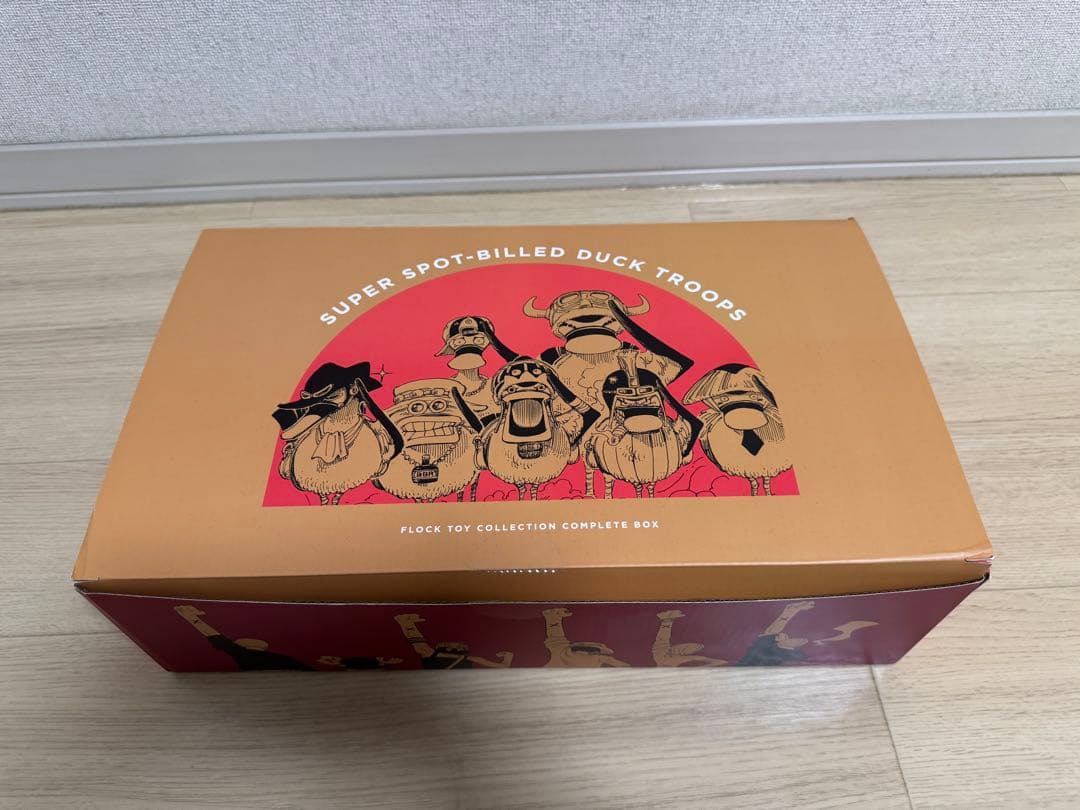 SUPER SPOT-BILLED DUCK TROOPS
FLOCK TOY COLLECTION COMPLETE BOX